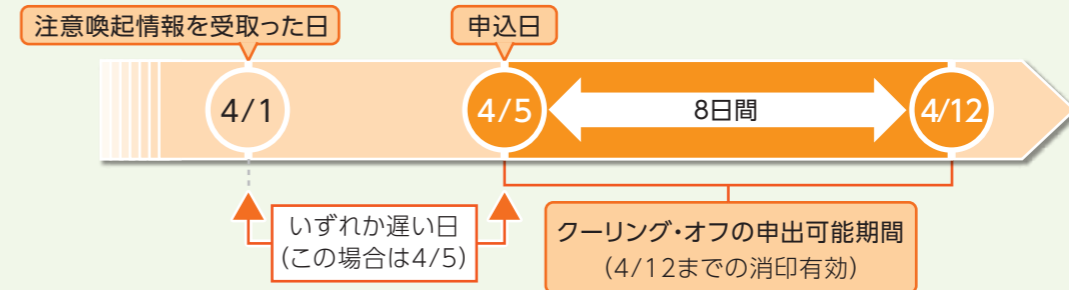 注意喚起情報を受取った日
申込日
4/1
4/5
8日間
4/12
いずれか遅い日
(この場合は4/5)
クーリング・オフの申出可能期間
(4/12までの消印有効)